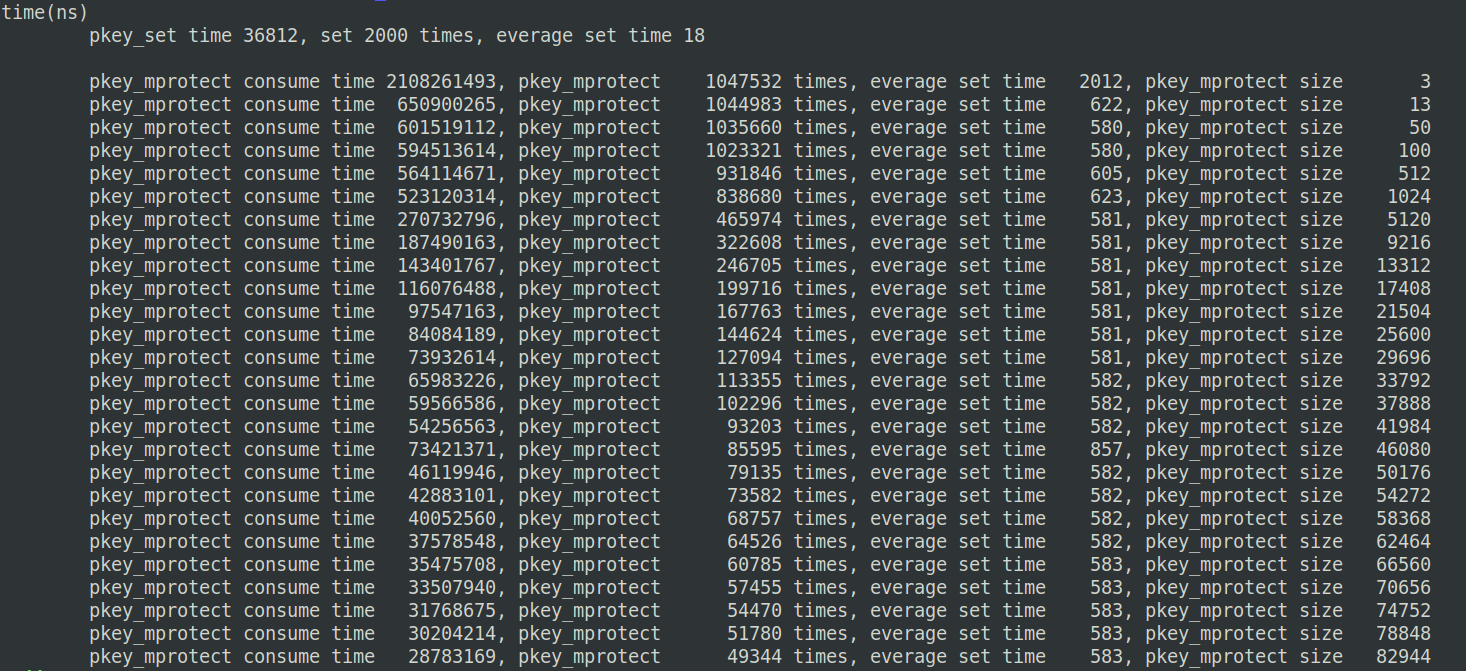 time(ns)
pkey_set time 36812, set 2000 times, everage set time 18
pkey_mprotect consume time 2108261493, pkey_mprotect 1047532 times, everage set time 2012, pkey_mprotect size 3
pkey_mprotect consume time 650900265, pkey_mprotect 1044983 times, everage set time 622, pkey_mprotect size 13
pkey_mprotect consume time 601519112, pkey_mprotect 1035660 times, everage set time 580, pkey_mprotect size 50
pkey_mprotect consume time 594513614, pkey_mprotect 1023321 times, everage set time 580, pkey_mprotect size 100
pkey_mprotect consume time 564114671, pkey_mprotect 931846 times, everage set time 605, pkey_mprotect size 512
pkey_mprotect consume time 523120314, pkey_mprotect 838680 times, everage set time 623, pkey_mprotect size 1024
pkey_mprotect consume time 270732796, pkey_mprotect 465974 times, everage set time 581, pkey_mprotect size 5120
pkey_mprotect consume time 187490163, pkey_mprotect 322608 times, everage set time 581, pkey_mprotect size 9216
pkey_mprotect consume time 143401767, pkey_mprotect 246705 times, everage set time 581, pkey_mprotect size 13312
pkey_mprotect consume time 116076488, pkey_mprotect 199716 times, everage set time 581, pkey_mprotect size 17408
pkey_mprotect consume time 97547163, pkey_mprotect 167763 times, everage set time 581, pkey_mprotect size 21504
pkey_mprotect consume time 84084189, pkey_mprotect 144624 times, everage set time 581, pkey_mprotect size 25600
pkey_mprotect consume time 73932614, pkey_mprotect 127094 times, everage set time 581, pkey_mprotect size 29696
pkey_mprotect consume time 65983226, pkey_mprotect 113355 times, everage set time 582, pkey_mprotect size 33792
pkey_mprotect consume time 59566586, pkey_mprotect 102296 times, everage set time 582, pkey_mprotect size 37888
pkey_mprotect consume time 54256563, pkey_mprotect 93203 times, everage set time 582, pkey_mprotect size 41984
pkey_mprotect consume time 73421371, pkey_mprotect 85595 times, everage set time 857, pkey_mprotect size 46080
pkey_mprotect consume time 46119946, pkey_mprotect 79135 times, everage set time 582, pkey_mprotect size 50176
pkey_mprotect consume time 42883101, pkey_mprotect 73582 times, everage set time 582, pkey_mprotect size 54272
pkey_mprotect consume time 40052560, pkey_mprotect 68757 times, everage set time 582, pkey_mprotect size 58368
pkey_mprotect consume time 37578548, pkey_mprotect 64526 times, everage set time 582, pkey_mprotect size 62464
pkey_mprotect consume time 35475708, pkey_mprotect 60785 times, everage set time 583, pkey_mprotect size 66560
pkey_mprotect consume time 33507940, pkey_mprotect 57455 times, everage set time 583, pkey_mprotect size 70656
pkey_mprotect consume time 31768675, pkey_mprotect 54470 times, everage set time 583, pkey_mprotect size 74752
pkey_mprotect consume time 30204214, pkey_mprotect 51780 times, everage set time 583, pkey_mprotect size 78848
pkey_mprotect consume time 28783169, pkey_mprotect 49344 times, everage set time 583, pkey_mprotect size 82944